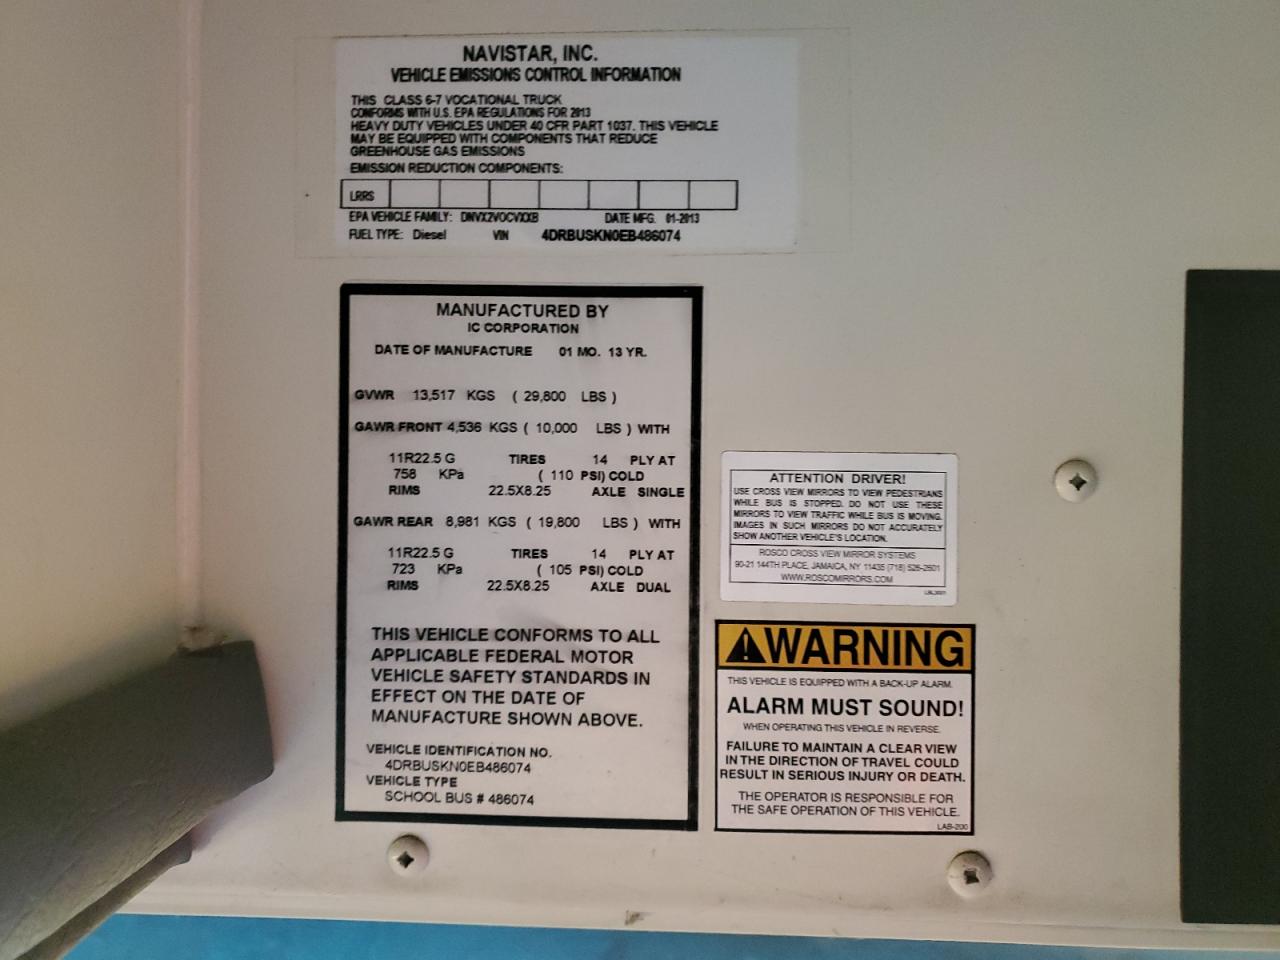 NAVISTAR, INC.
VEHICLE EMISSIONS CONTROL INFORMATION
THIS CLASS 6-7 VOCATIONAL TRUCK
CONFORMS WITH U.S. EPA REGULATIONS FOR 2013
HEAVY DUTY VEHICLES UNDER 40 CFR PART 1037. THIS VEHICLE
MAY BE EQUIPPED WITH COMPONENTS THAT REDUCE
GREENHOUSE GAS EMISSIONS
EMISSION REDUCTION COMPONENTS:
LRRS
EPA VEHICLE FAMILY: DNVX2VOCVXXB DATE MFG. 01-2013
FUEL TYPE: Diesel VIN 4DRBUSKN0EB486074
MANUFACTURED BY
IC CORPORATION
DATE OF MANUFACTURE 01 MO. 13 YR.
GVWR 13,517 KGS ( 29,800 LBS )
GAWR FRONT 4,536 KGS ( 10,000 LBS ) WITH
11R22.5 G TIRES 14 PLY AT
758 KPa ( 110 PSI) COLD
RIMS 22.5X8.25 AXLE SINGLE
GAWR REAR 8,981 KGS ( 19,800 LBS ) WITH
11R22.5 G TIRES 14 PLY AT
723 KPa ( 105 PSI) COLD
RIMS 22.5X8.25 AXLE DUAL
THIS VEHICLE CONFORMS TO ALL
APPLICABLE FEDERAL MOTOR
VEHICLE SAFETY STANDARDS IN
EFFECT ON THE DATE OF
MANUFACTURE SHOWN ABOVE.
VEHICLE IDENTIFICATION NO.
4DRBUSKN0EB486074
VEHICLE TYPE
SCHOOL BUS # 486074
ATTENTION DRIVER!
USE CROSS VIEW MIRRORS TO VIEW PEDESTRIANS
WHILE BUS IS STOPPED. DO NOT USE THESE
MIRRORS TO VIEW TRAFFIC WHILE BUS IS MOVING.
IMAGES IN SUCH MIRRORS DO NOT ACCURATELY
SHOW ANOTHER VEHICLE'S LOCATION.
ROSCO CROSS VIEW MIRROR SYSTEMS
90-21 144TH PLACE, JAMAICA, NY 11435 (718) 526-2601
WWW.ROSCOMIRRORS.COM
WARNING
THIS VEHICLE IS EQUIPPED WITH A BACK-UP ALARM.
ALARM MUST SOUND!
WHEN OPERATING THIS VEHICLE IN REVERSE.
FAILURE TO MAINTAIN A CLEAR VIEW
IN THE DIRECTION OF TRAVEL COULD
RESULT IN SERIOUS INJURY OR DEATH.
THE OPERATOR IS RESPONSIBLE FOR
THE SAFE OPERATION OF THIS VEHICLE.
LAB-200